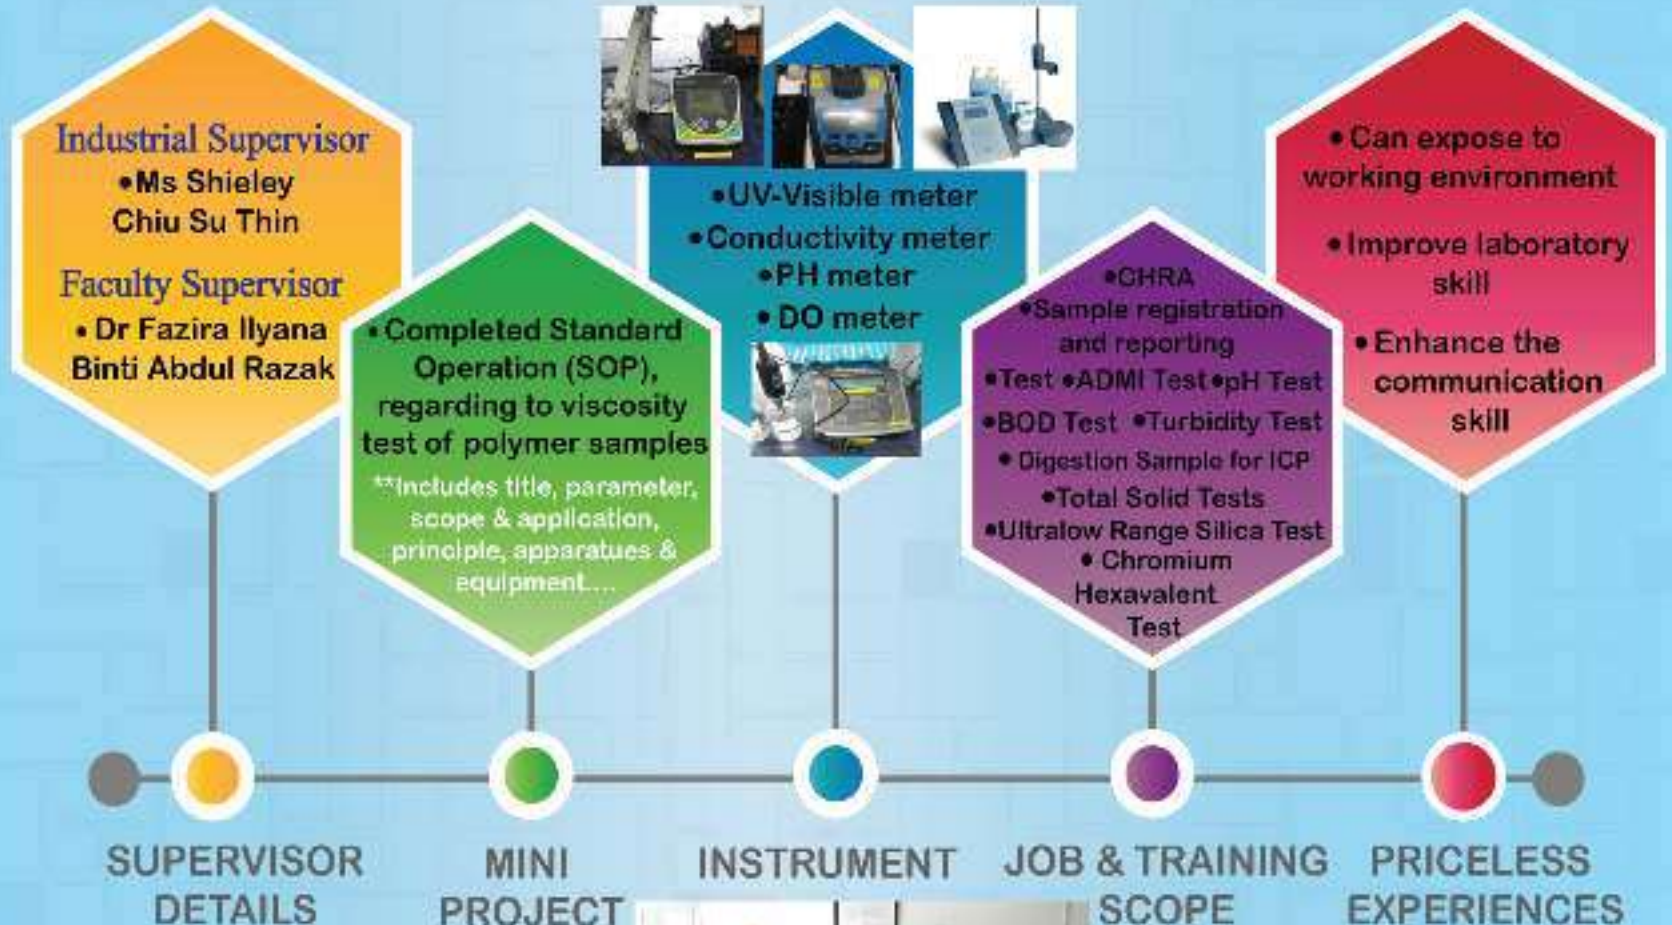 Industrial Supervisor
•Ms Shieley
Chiu Su Thin
Faculty Supervisor
• Dr Fazira Ilyana
Binti Abdul Razak
• Completed Standard
Operation (SOP),
regarding to viscosity
test of polymer samples
**Includes title, parameter,
scope & application,
principle, apparatues &
equipment....
•UV-Visible meter
•Conductivity meter
•PH meter
• DO meter
•CHRA
•Sample registration
and reporting
•Test •ADMI Test •pH Test
•BOD Test •Turbidity Test
• Digestion Sample for ICP
•Total Solid Tests
•Ultralow Range Silica Test
• Chromium
Hexavalent
Test
• Can expose to
working environment
• Improve laboratory
skill
• Enhance the
communication
skill
SUPERVISOR
DETAILS
MINI
PROJECT
INSTRUMENT
JOB & TRAINING
SCOPE
PRICELESS
EXPERIENCES